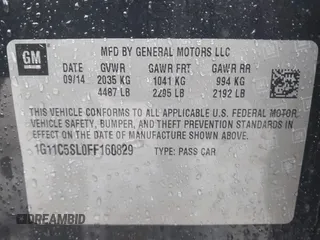 GM
MFD BY GENERAL MOTORS LLC
DATE GVWR GAWR FRT GAWR RR
09/14 2035 KG 1041 KG 994 KG
4487 LB 2295 LB 2192 LB
THIS VEHICLE CONFORMS TO ALL APPLICABLE U.S. FEDERAL MOTOR
VEHICLE SAFETY, BUMPER, AND THEFT PREVENTION STANDARDS IN
EFFECT ON THE DATE OF MANUFACTURE SHOWN ABOVE.
1G11C5SL0FF160829 TYPE: PASS CAR
AUTOBIDMASTER